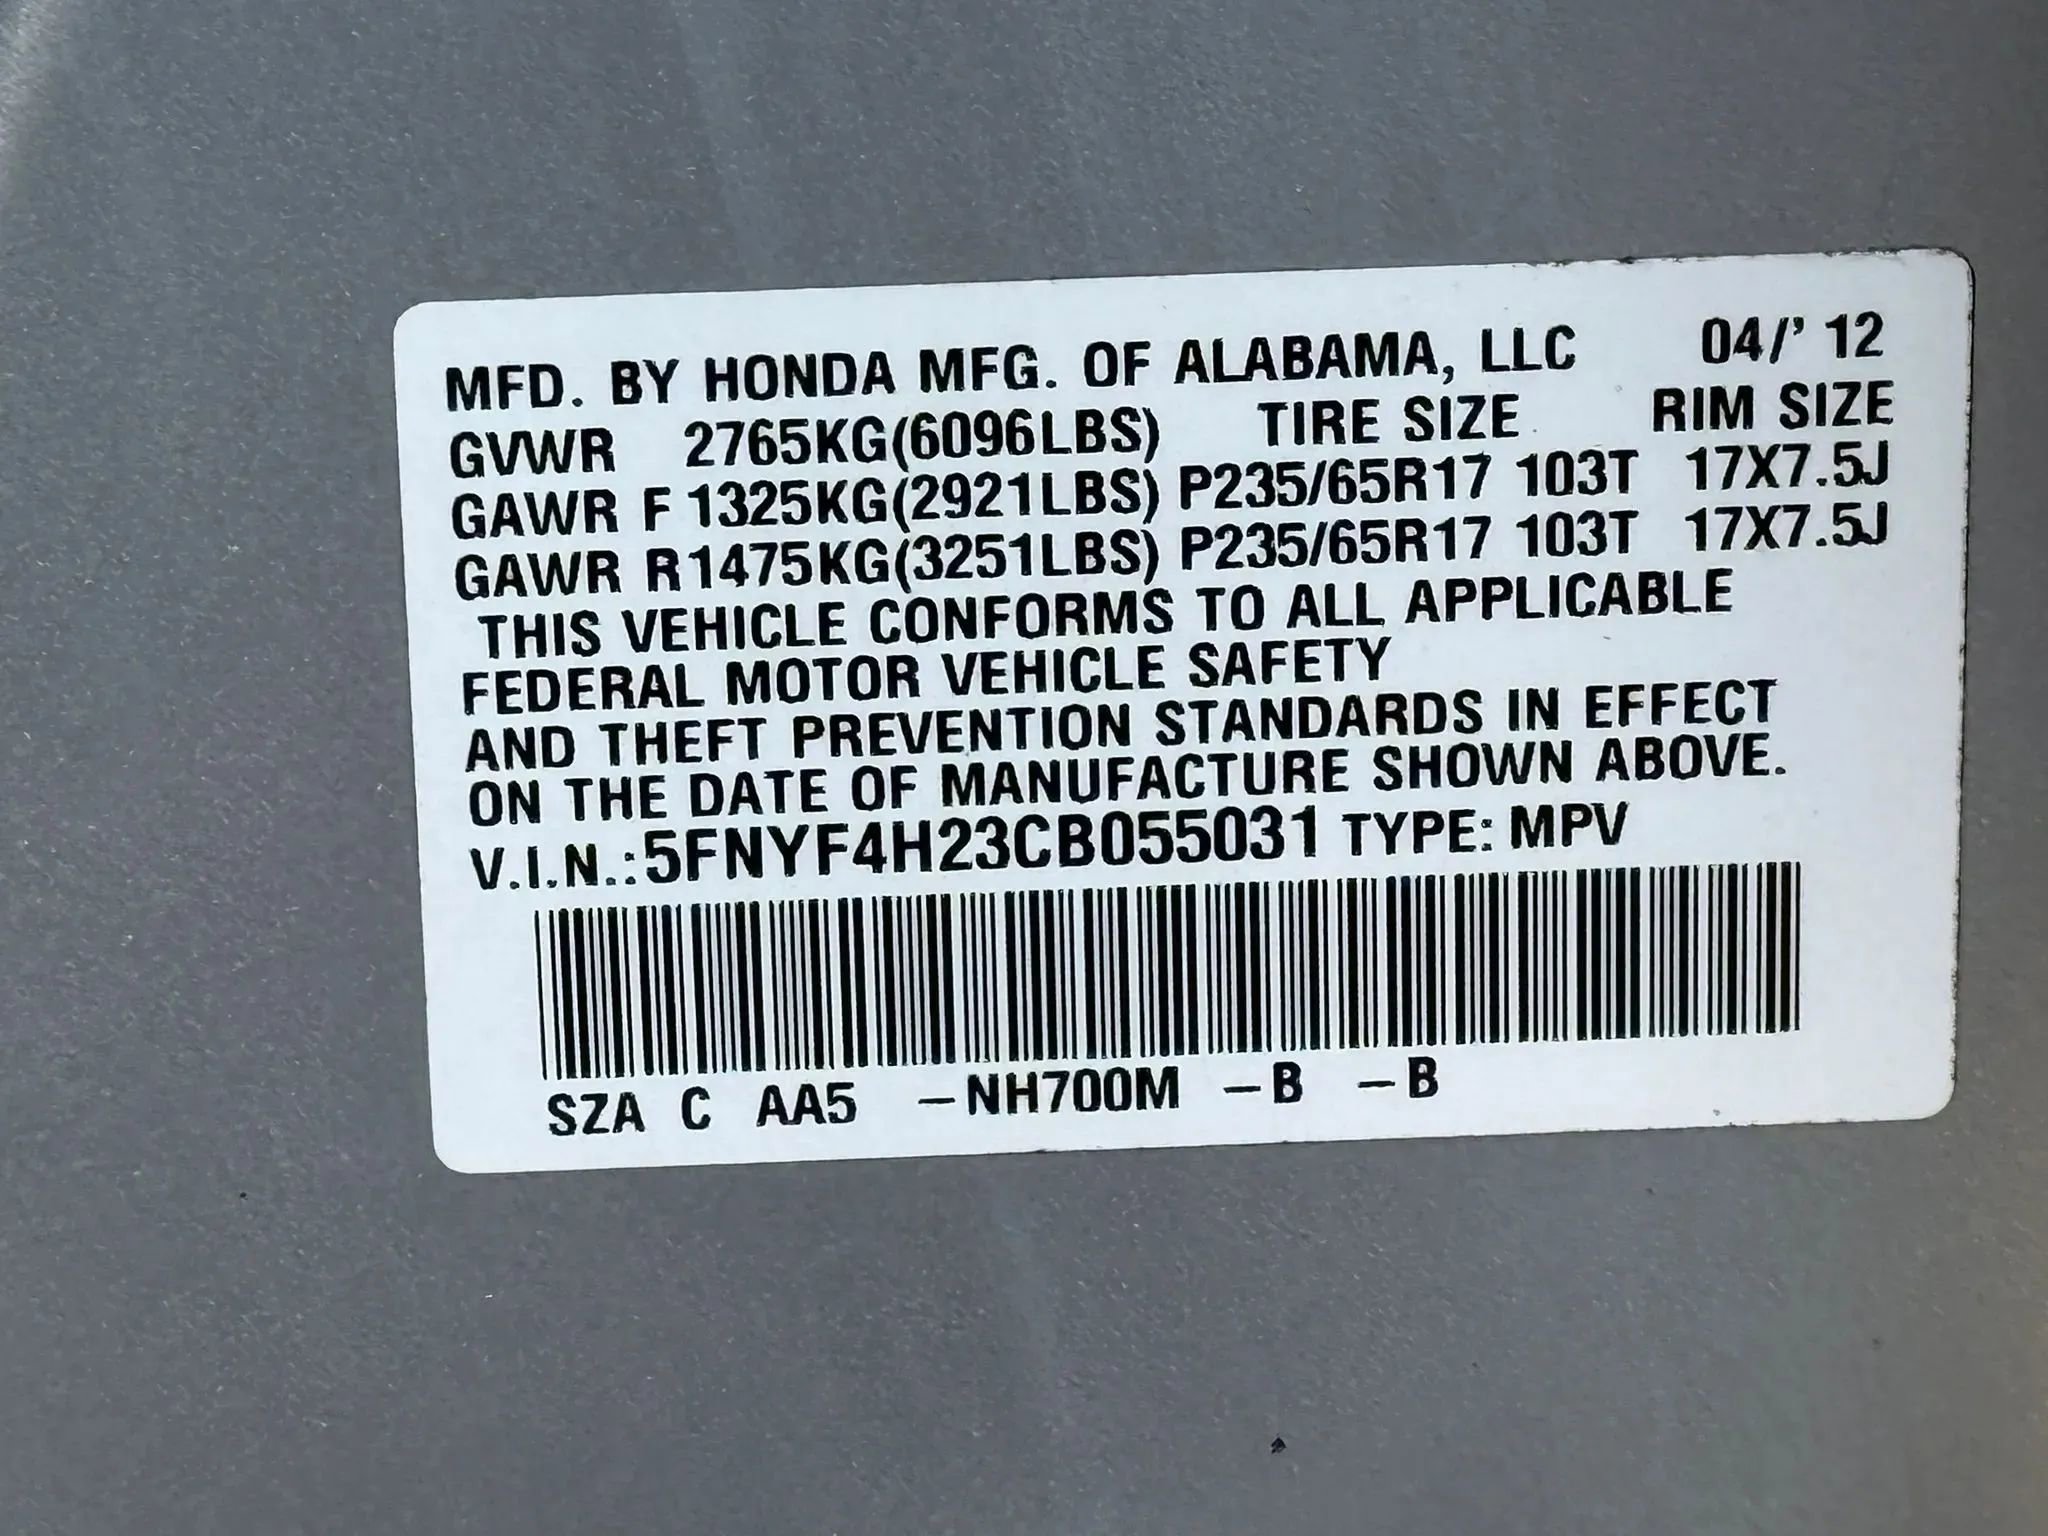 MFD. BY HONDA MFG. OF ALABAMA, LLC 04/' 12
GVWR 2765KG(6096LBS) TIRE SIZE RIM SIZE
GAWR F 1325KG(2921LBS) P235/65R17 103T 17X7.5J
GAWR R 1475KG(3251LBS) P235/65R17 103T 17X7.5J
THIS VEHICLE CONFORMS TO ALL APPLICABLE
FEDERAL MOTOR VEHICLE SAFETY
AND THEFT PREVENTION STANDARDS IN EFFECT
ON THE DATE OF MANUFACTURE SHOWN ABOVE.
V.I.N.:5FNYF4H23CB055031 TYPE: MPV
SZA C AA5 -NH700M -B -B